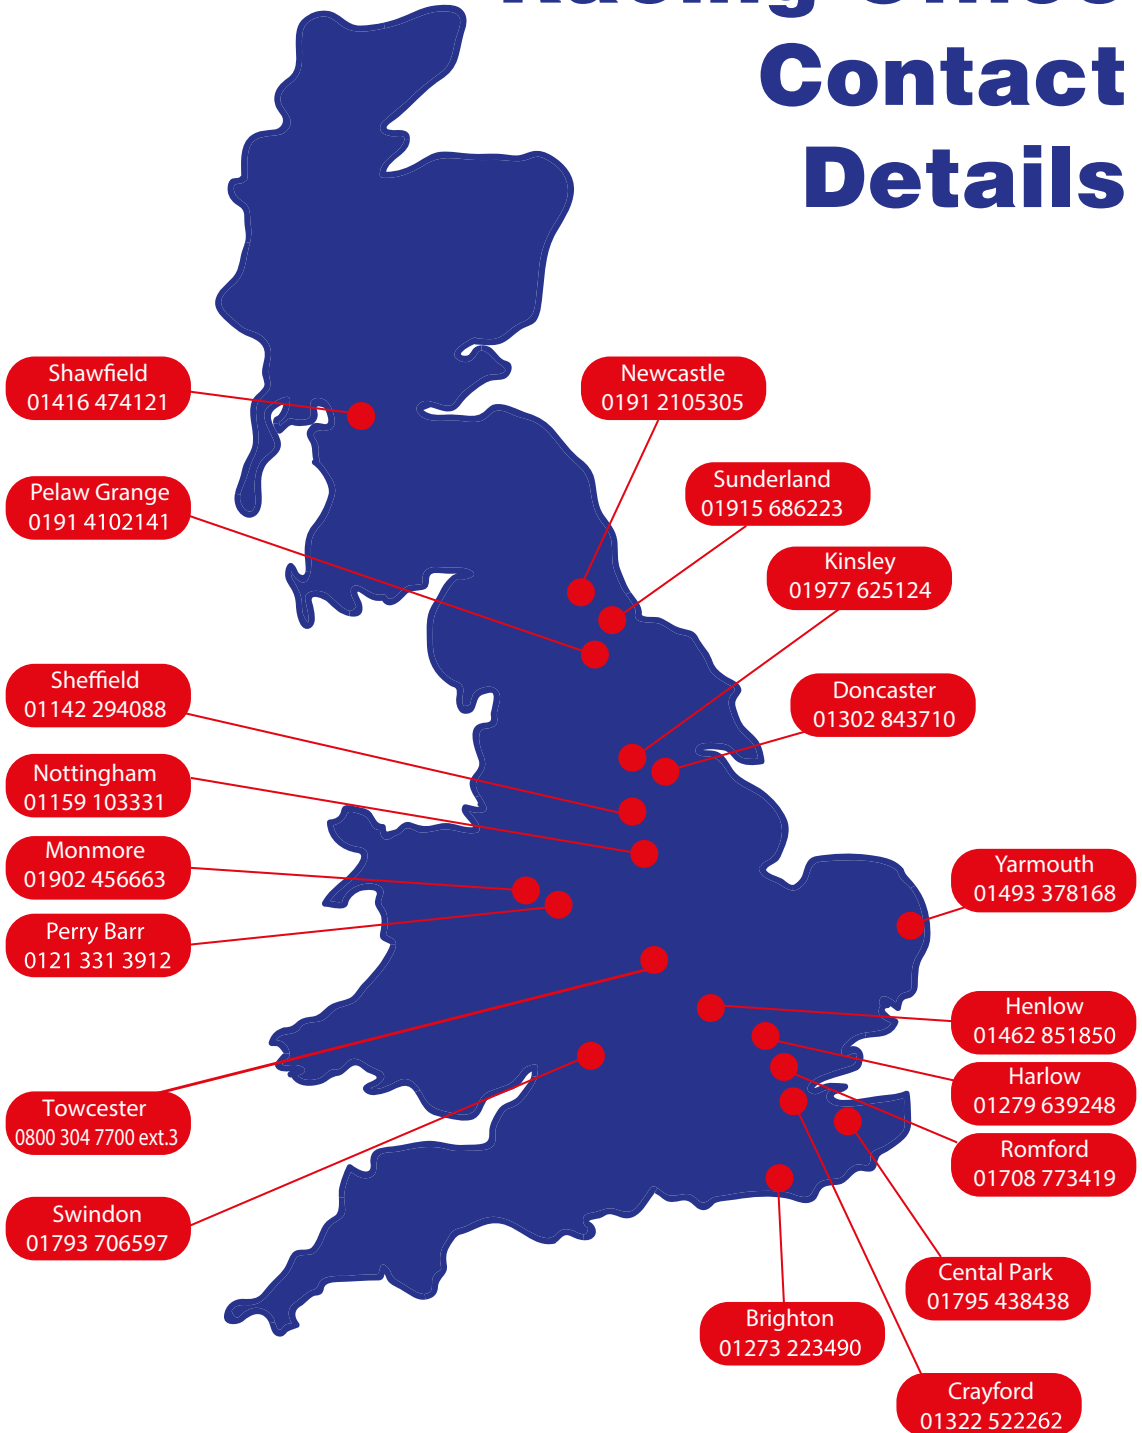 Racing Office
Contact
Details
Shawfield
01416 474121
Newcastle
0191 2105305
Pelaw Grange
0191 4102141
Sunderland
01915 686223
Kinsley
01977 625124
Sheffield
01142 294088
Doncaster
01302 843710
Nottingham
01159 103331
Monmore
01902 456663
Yarmouth
01493 378168
Perry Barr
0121 331 3912
Henlow
01462 851850
Harlow
01279 639248
Towcester
0800 304 7700 ext.3
Romford
01708 773419
Swindon
01793 706597
Cental Park
01795 438438
Brighton
01273 223490
Crayford
01322 522262